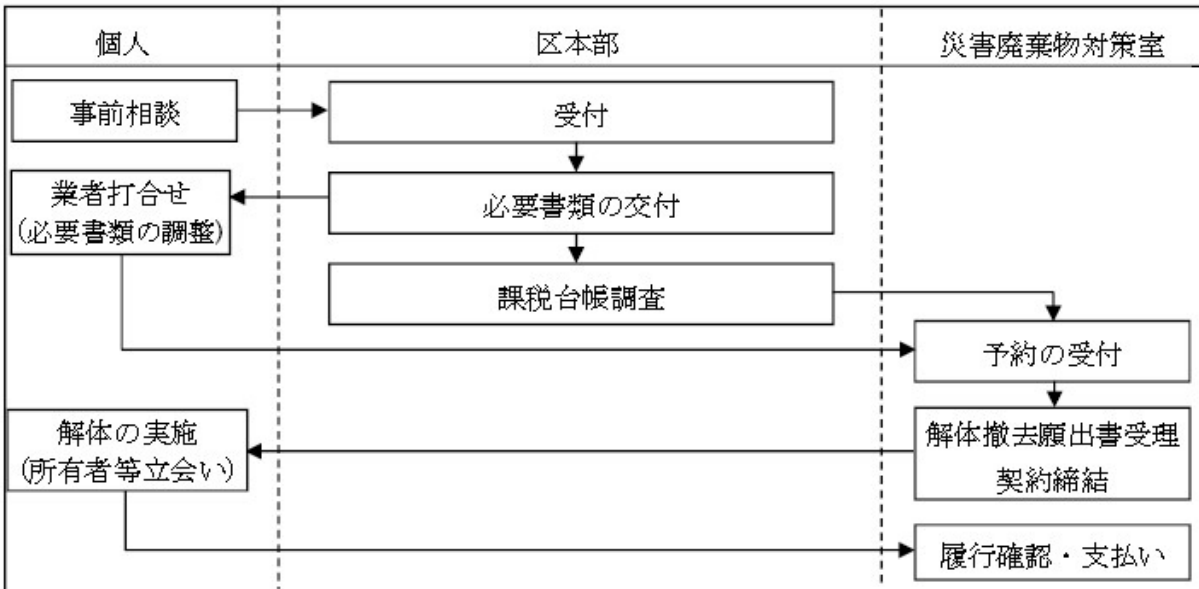 個人
区本部
災害廃棄物対策室
事前相談
受付
業者打合せ
(必要書類の調整)
必要書類の交付
課税台帳調査
予約の受付
解体の実施
(所有者等立会い)
解体撤去願出書受理
契約締結
履行確認・支払い